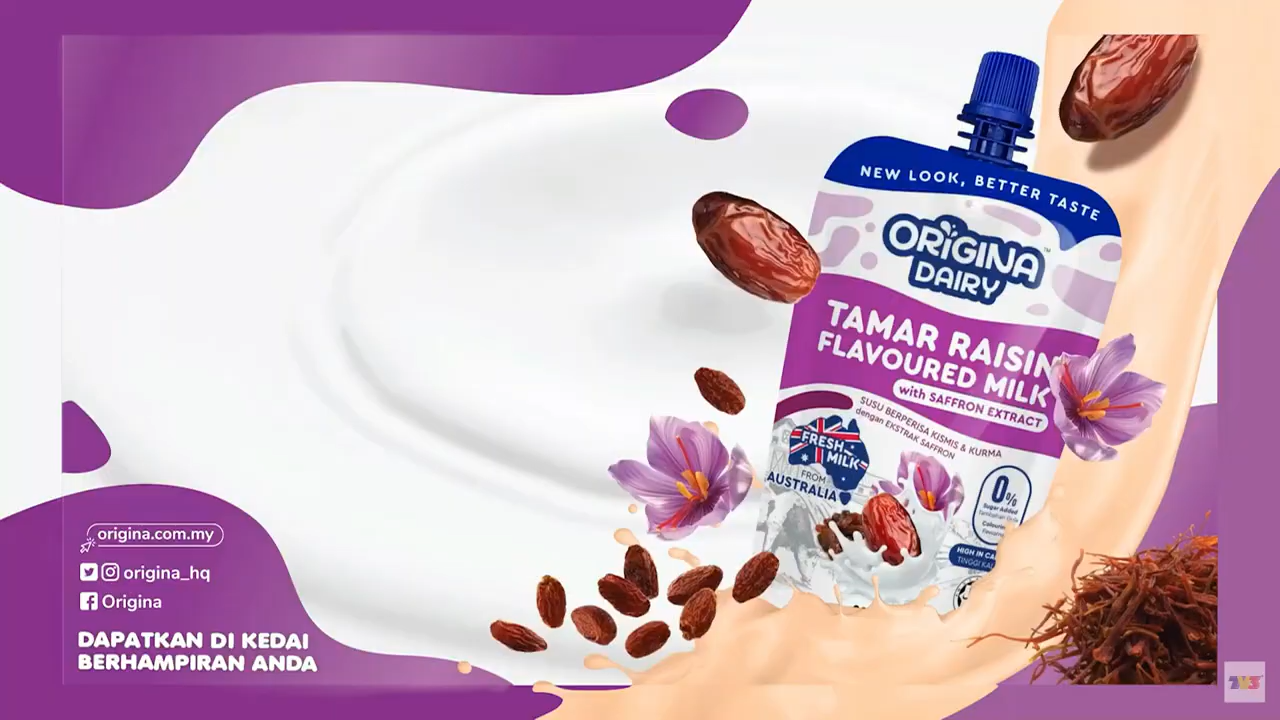 NEW LOOK, BETTER TASTE
ORIGINA
DAIRY
TAMAR RAISIN
FLAVOURED MILK
with SAFFRON EXTRACT
SUSU BERPERISA KISMIS & KURMA
dengan EKSTRAK SAFFRON
FRESH
MILK
FROM
AUSTRALIA
0%
Sugar Added
HIGH IN
origina.com.my
origina_hq
Origina
DAPATKAN DI KEDAI
BERHAMPIRAN ANDA
TV3